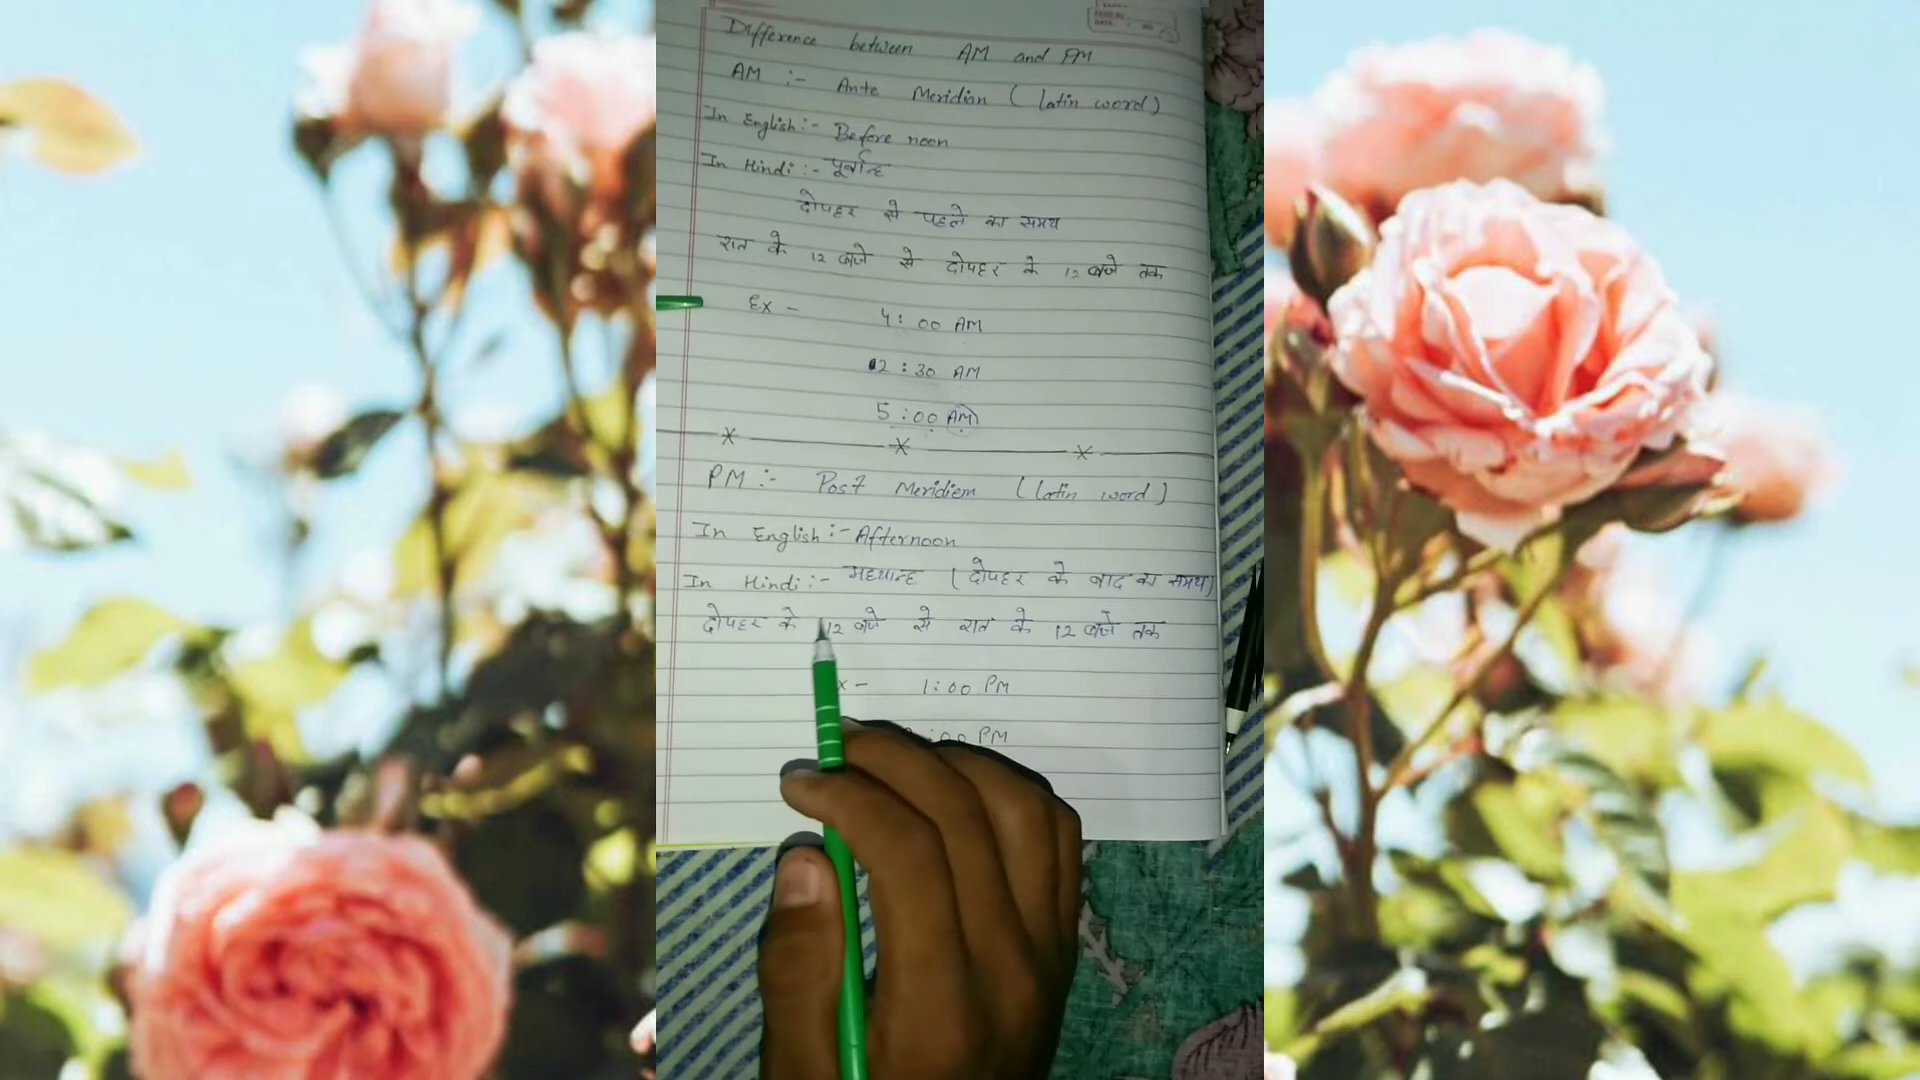 Difference between AM and PM
AM :- Ante Meridian (latin word)
In English :- Before noon
In Hindi :- पूर्वान्ह
दोपहर से पहले का समय
रात के 12 बजे से दोपहर के 12 बजे तक
Ex - 4:00 AM
2:30 AM
5:00 AM
PM :- Post Meridiem (latin word)
In English :- Afternoon
In Hindi :- मध्यान्ह (दोपहर के बाद का समय)
दोपहर के 12 बजे से रात के 12 बजे तक
x - 1:00 PM
:00 PM